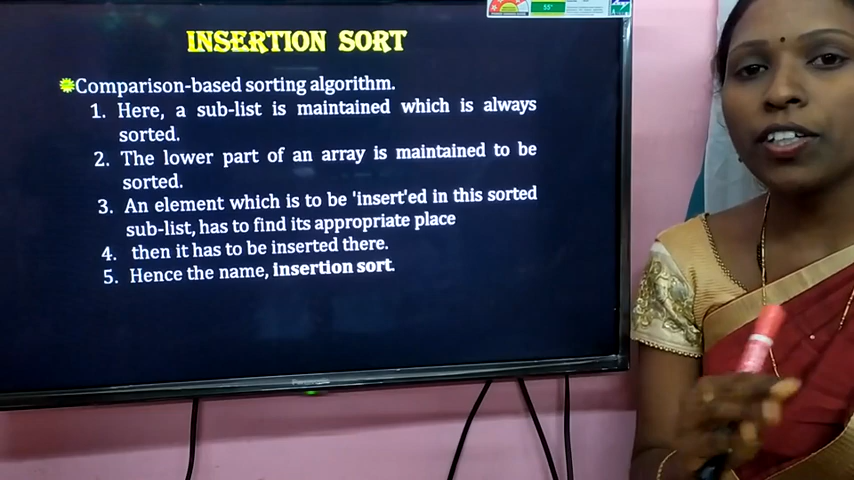 INSERTION SORT
Comparison-based sorting algorithm.
1. Here, a sub-list is maintained which is always
sorted.
2. The lower part of an array is maintained to be
sorted.
3. An element which is to be 'insert'ed in this sorted
sub-list, has to find its appropriate place
4. then it has to be inserted there.
5. Hence the name, insertion sort.
55"